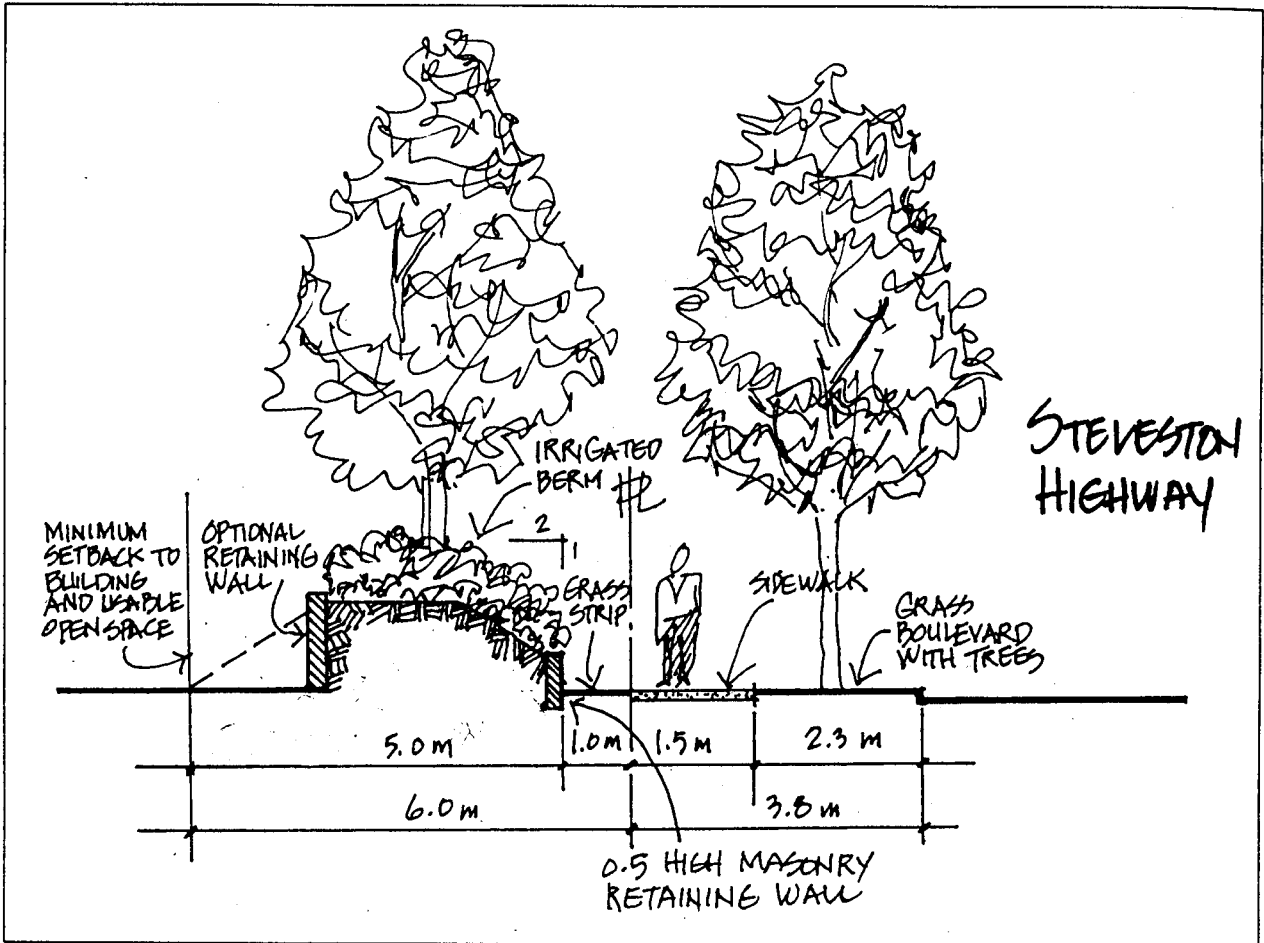 STEVESTON
HIGHWAY
IRRIGATED
BERM
PL
2
1
MINIMUM
SETBACK TO
BUILDING
AND USABLE
OPEN SPACE
OPTIONAL
RETAINING
WALL
GRASS
STRIP
SIDEWALK
GRASS
BOULEVARD
WITH TREES
5.0 m
1.0 m
1.5 m
2.3 m
6.0 m
3.8 m
0.5 HIGH MASONRY
RETAINING WALL